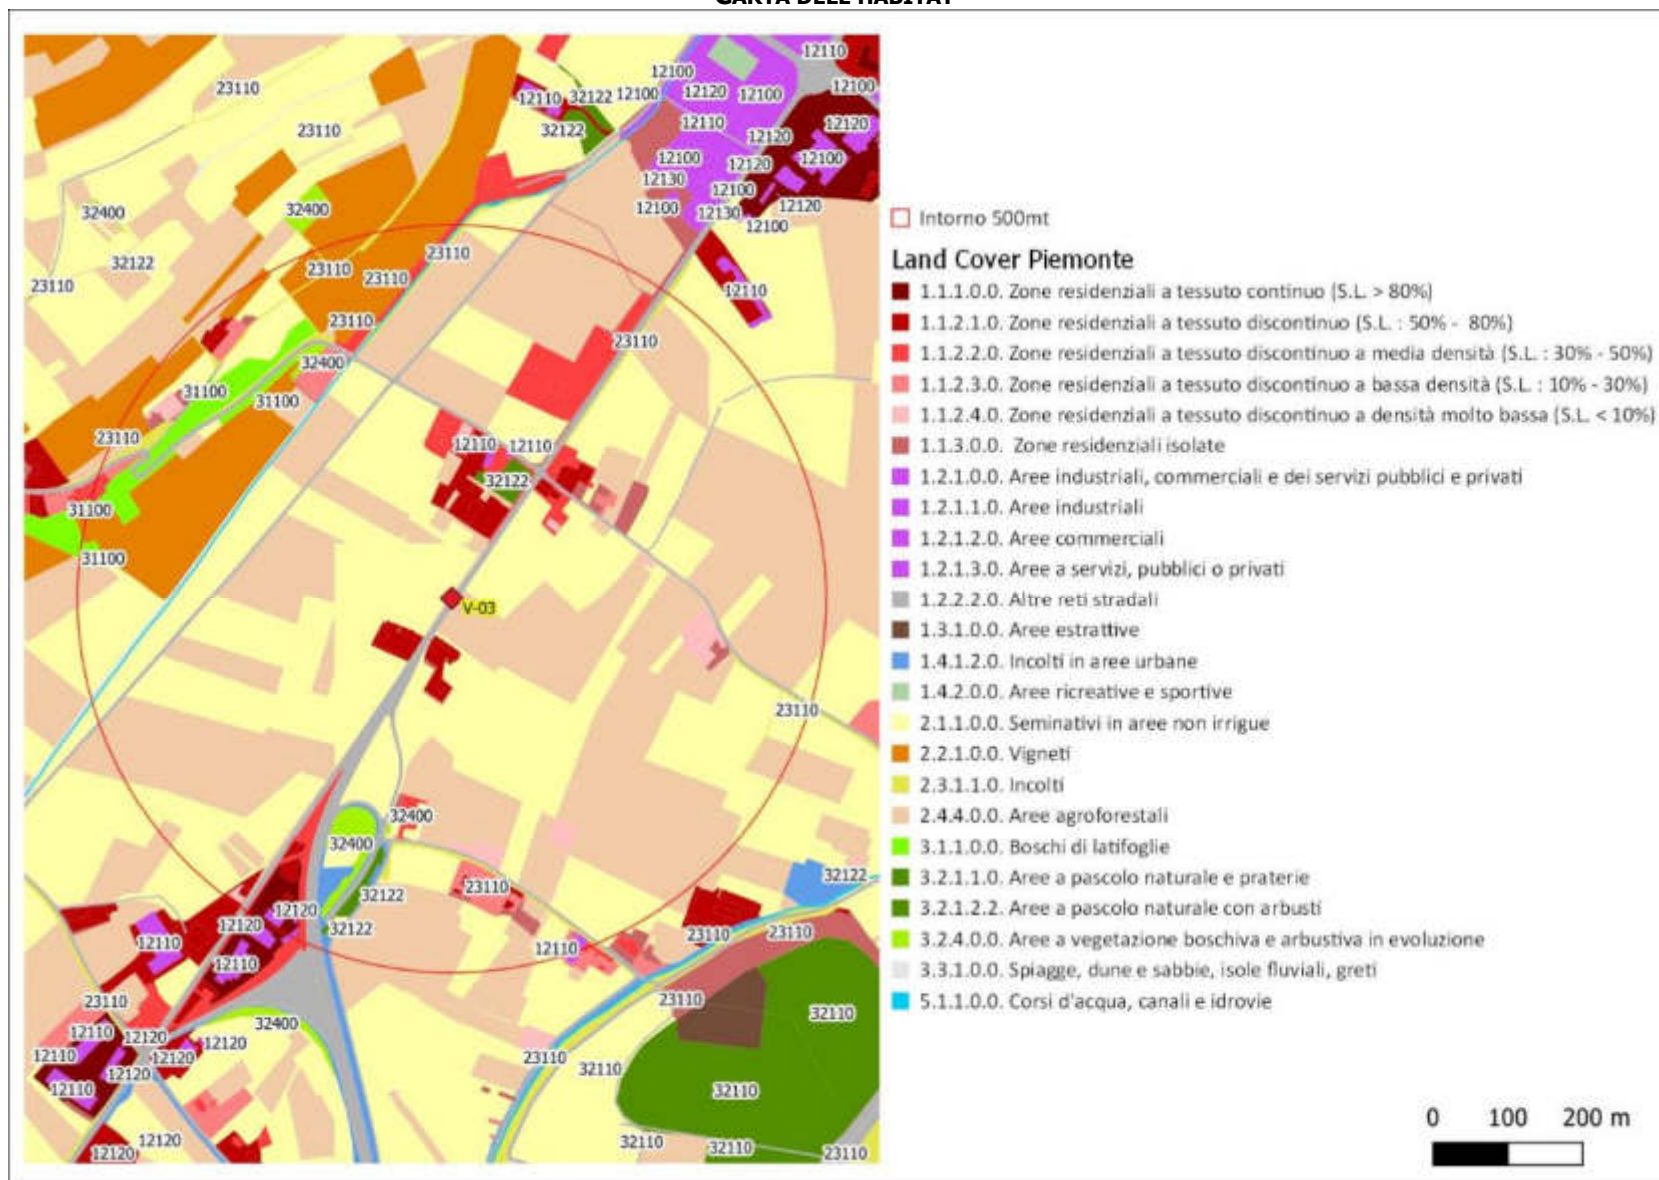 CARTA DELL'HABITAT
12110
12100
23110
12100
12120
12100
12110
32122
12100
12110
12120
32122
12120
23110
12100
12120
12100
12130
12100
32400
32400
12100
12130
12120
12100
23110
32122
23110
23110
23110
12110
23110
23110
32400
31100
31100
23110
12110
12110
32122
31100
31100
V-03
23110
32400
32400
32122
23110
32122
12120
12120
32122
12110
12110
12110
23110
23110
23110
23110
32110
12110
12120
32400
12120
12110
12120
12120
12110
23110
32110
32110
12120
12120
32110
32110
23110
Intorno 500mt
Land Cover Piemonte
1.1.1.0.0. Zone residenziali a tessuto continuo (S.L. > 80%)
1.1.2.1.0. Zone residenziali a tessuto discontinuo (S.L. : 50% - 80%)
1.1.2.2.0. Zone residenziali a tessuto discontinuo a media densità (S.L. : 30% - 50%)
1.1.2.3.0. Zone residenziali a tessuto discontinuo a bassa densità (S.L. : 10% - 30%)
1.1.2.4.0. Zone residenziali a tessuto discontinuo a densità molto bassa (S.L. < 10%)
1.1.3.0.0. Zone residenziali isolate
1.2.1.0.0. Aree industriali, commerciali e dei servizi pubblici e privati
1.2.1.1.0. Aree industriali
1.2.1.2.0. Aree commerciali
1.2.1.3.0. Aree a servizi, pubblici o privati
1.2.2.2.0. Altre reti stradali
1.3.1.0.0. Aree estrattive
1.4.1.2.0. Incolti in aree urbane
1.4.2.0.0. Aree ricreative e sportive
2.1.1.0.0. Seminativi in aree non irrigue
2.2.1.0.0. Vigneti
2.3.1.1.0. Incolti
2.4.4.0.0. Aree agroforestali
3.1.1.0.0. Boschi di latifoglie
3.2.1.1.0. Aree a pascolo naturale e praterie
3.2.1.2.2. Aree a pascolo naturale con arbusti
3.2.4.0.0. Aree a vegetazione boschiva e arbustiva in evoluzione
3.3.1.0.0. Spiagge, dune e sabbie, isole fluviali, greti
5.1.1.0.0. Corsi d'acqua, canali e idrovie
0 100 200 m